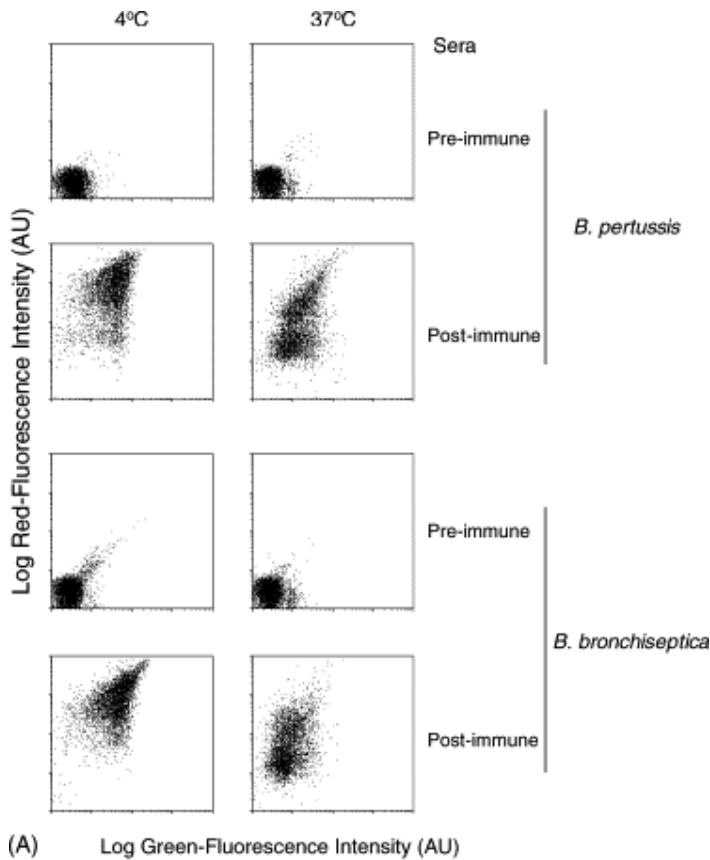 4ºC 37ºC
Sera
Pre-immune
B. pertussis
Post-immune
Log Red-Fluorescence Intensity (AU)
Pre-immune
B. bronchiseptica
Post-immune
(A) Log Green-Fluorescence Intensity (AU)